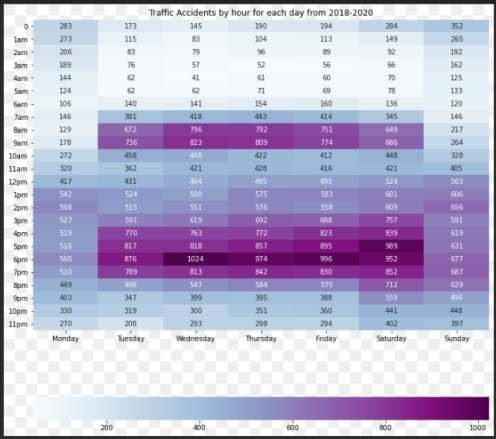 Traffic Accidents by hour for each day from 2018-2020
0 283 173 145 190 194 284 352
1am 273 115 83 104 113 149 265
2am 206 83 79 96 89 92 192
3am 189 76 57 52 56 66 162
4am 144 62 41 61 60 70 125
5am 124 62 62 71 69 78 133
6am 106 140 141 154 160 136 120
7am 146 381 418 443 414 345 146
8am 129 672 796 792 751 649 217
9am 178 736 823 809 774 686 264
10am 272 458 468 422 412 448 328
11am 320 362 421 428 416 421 405
12pm 417 431 464 495 495 524 563
1pm 542 524 500 575 583 601 606
2pm 568 515 551 576 558 609 656
3pm 527 591 619 692 688 757 591
4pm 519 770 763 772 823 839 619
5pm 516 817 818 857 895 989 631
6pm 560 876 1024 974 996 952 677
7pm 510 789 813 842 830 852 687
8pm 449 496 547 584 575 712 629
9pm 403 347 399 395 388 559 496
10pm 330 319 300 351 360 441 448
11pm 270 208 293 298 294 402 397
Monday Tuesday Wednesday Thursday Friday Saturday Sunday
200 400 600 800 1000